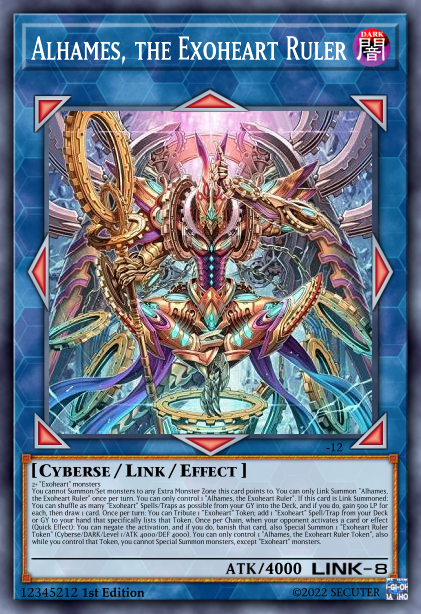 ALHAMES, THE EXOHEART RULER
DARK
闇
-12
[CYBERSE / LINK / EFFECT ]
2+ "Exoheart" monsters
You cannot Summon/Set monsters to any Extra Monster Zone this card points to. You can only Link Summon "Alhames,
the Exoheart Ruler" once per turn. You can only control 1 "Alhames, the Exoheart Ruler". If this card is Link Summoned:
You can shuffle as many "Exoheart" Spells/Traps as possible from your GY into the Deck, and if you do, gain 500 LP for
each, then draw 1 card. Once per turn: You can Tribute 1 "Exoheart" Token; add 1 "Exoheart" Spell/Trap from your Deck
or GY to your hand that specifically lists that Token. Once per Chain, when your opponent activates a card or effect
(Quick Effect): You can negate the activation, and if you do, banish that card, also Special Summon 1 "Exoheart Ruler
Token" (Cyberse/DARK/Level 1/ATK 4000/DEF 4000). You can only control 1 "Alhames, the Exoheart Ruler Token", also
while you control that Token, you cannot Special Summon monsters, except "Exoheart" monsters.
ATK/4000 LINK-8
12345212 1st Edition ©2022 SECUTER